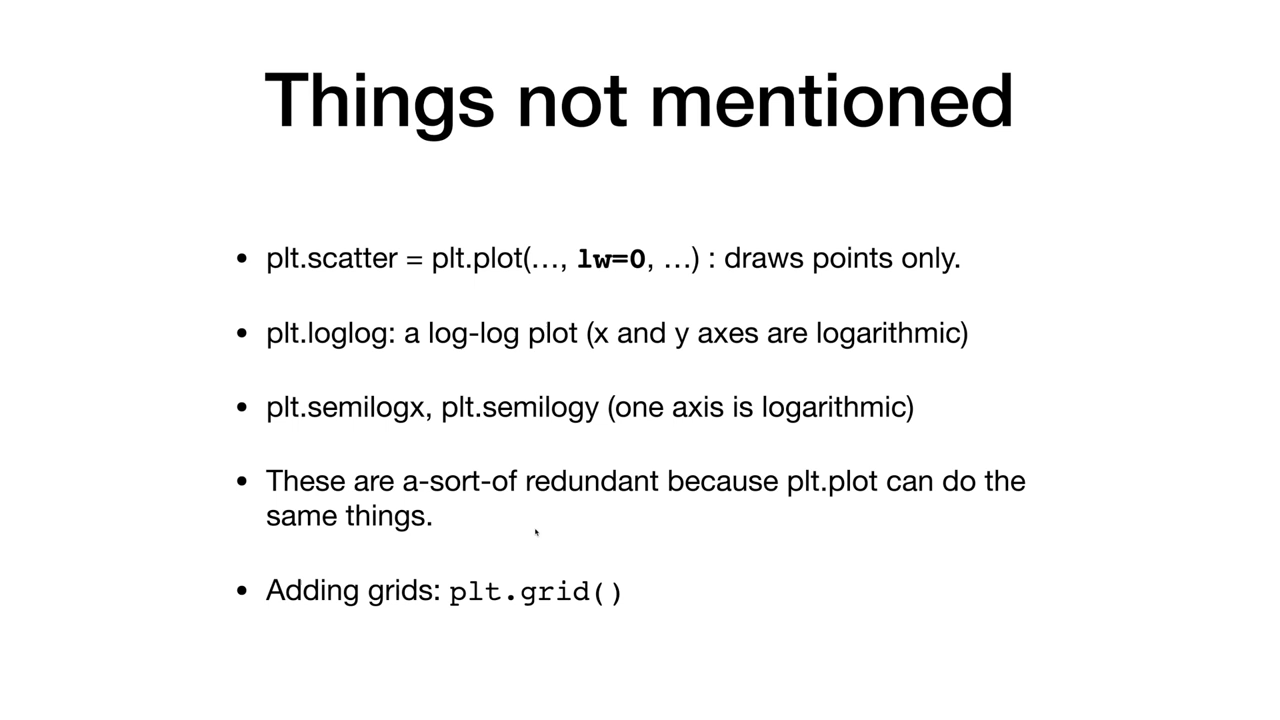 Things not mentioned
• plt.scatter = plt.plot(…, lw=0, …) : draws points only.
• plt.loglog: a log-log plot (x and y axes are logarithmic)
• plt.semilogx, plt.semilogy (one axis is logarithmic)
• These are a-sort-of redundant because plt.plot can do the
same things.
• Adding grids: plt.grid()